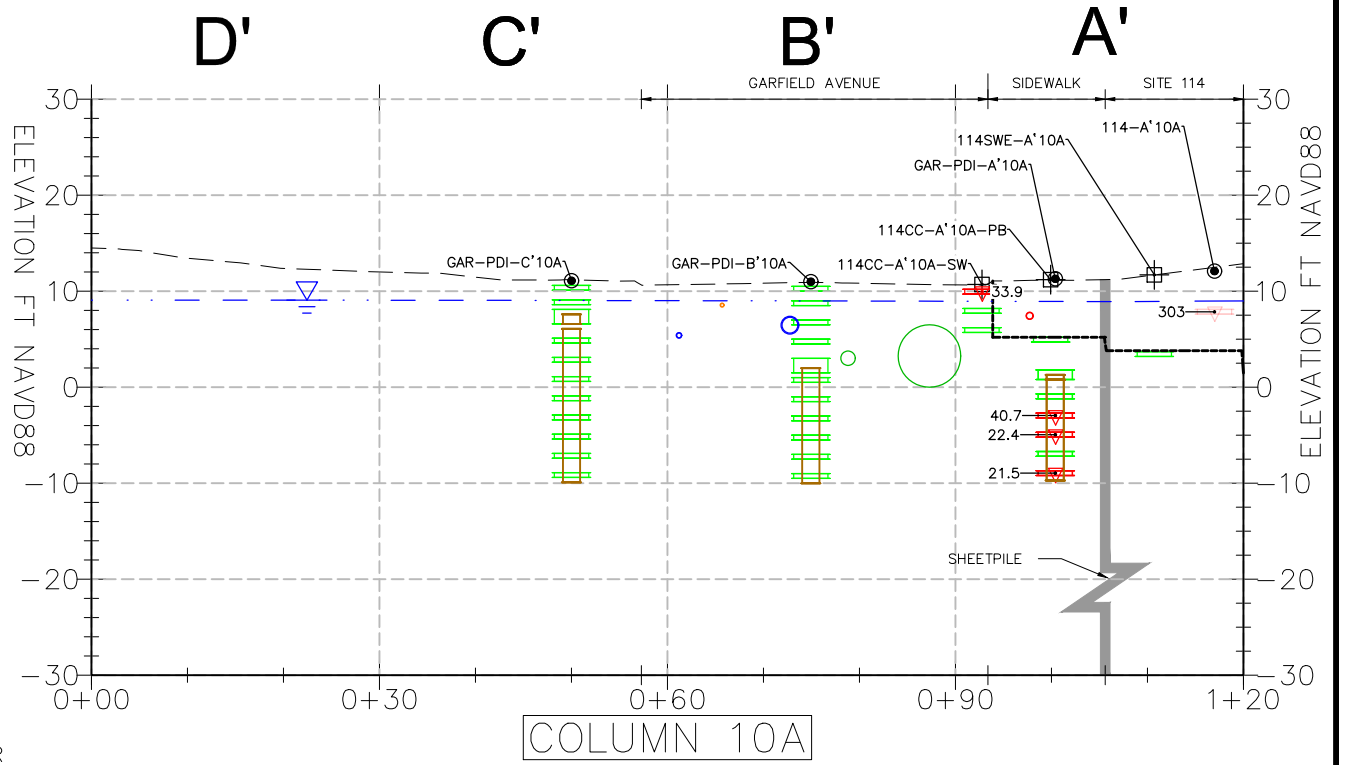 D' C' B' A'
GARFIELD AVENUE SIDEWALK SITE 114
30 30
114-A'10A
114SWE-A'10A
GAR-PDI-A'10A
20 20
114CC-A'10A-PB
GAR-PDI-C'10A GAR-PDI-B'10A 114CC-A'10A-SW
10 33.9 10
303
ELEVATION FT NAVD88 ELEVATION FT NAVD88
0 0
40.7
22.4
21.5
-10 -10
SHEETPILE
-20 -20
-30 -30
0+00 0+30 0+60 0+90 1+20
COLUMN 10A